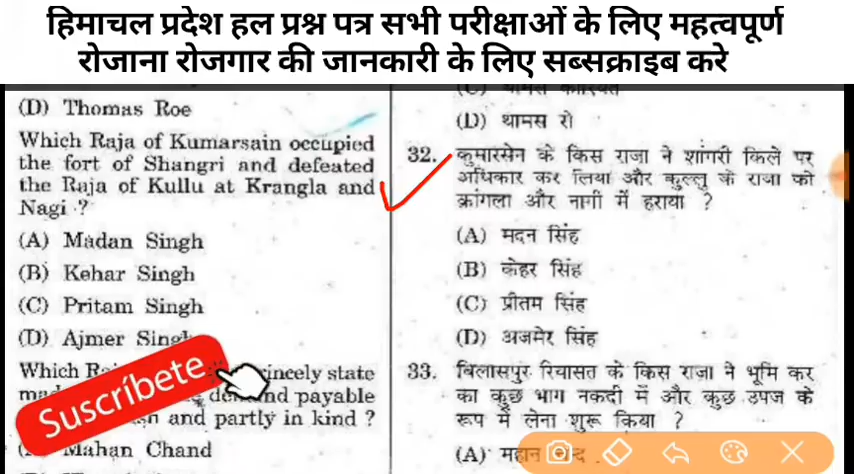 हिमाचल प्रदेश हल प्रश्न पत्र सभी परीक्षाओं के लिए महत्वपूर्ण
रोजाना रोजगार की जानकारी के लिए सब्सक्राइब करे
(D) Thomas Roe
Which Raja of Kumarsain occupied
the fort of Shangri and defeated
the Raja of Kullu at Krangla and
Nagi ?
(A) Madan Singh
(B) Kehar Singh
(C) Pritam Singh
(D) Ajmer Singh
Which
princely state
payable
and partly in kind ?
Mahan Chand
Suscríbete
(D) थामस रो
32. कुमारसेन के किस राजा ने शांगरी किले पर
अधिकार कर लिया और कुल्लु के राजा को
क्रांगला और नागी में हराया ?
(A) मदन सिंह
(B) केहर सिंह
(C) प्रीतम सिंह
(D) अजमेर सिंह
33. बिलासपुर रियासत के किस राजा ने भूमि कर
का कुछ भाग नकदी में और कुछ उपज के
रूप में लेना शुरू किया ?
(A) महान